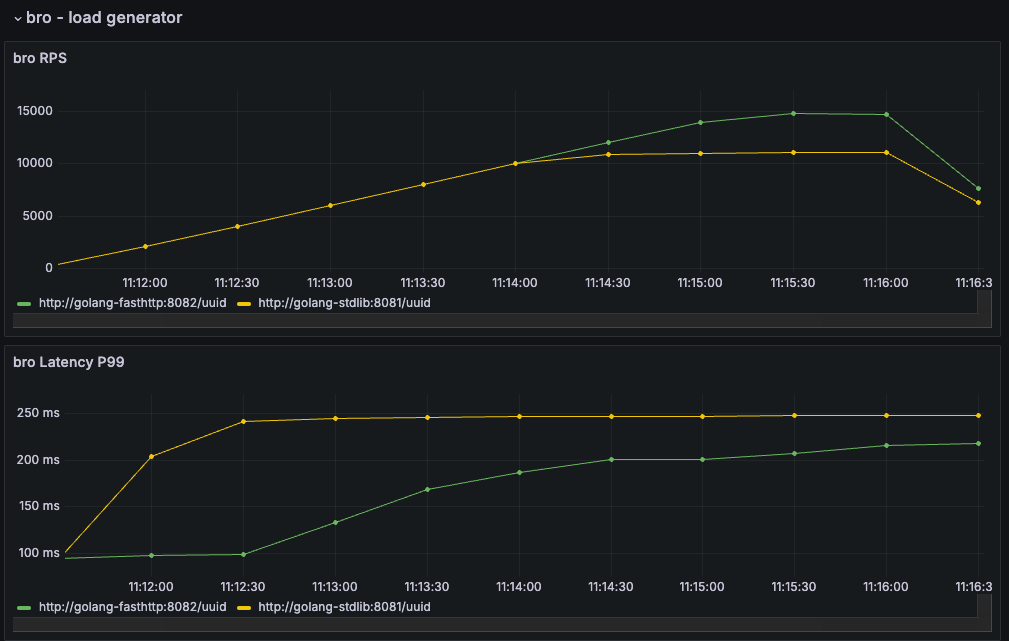 bro - load generator
bro RPS
15000
10000
5000
0
11:12:00 11:12:30 11:13:00 11:13:30 11:14:00 11:14:30 11:15:00 11:15:30 11:16:00 11:16:3
http://golang-fasthttp:8082/uuid http://golang-stdlib:8081/uuid
bro Latency P99
250 ms
200 ms
150 ms
100 ms
11:12:00 11:12:30 11:13:00 11:13:30 11:14:00 11:14:30 11:15:00 11:15:30 11:16:00 11:16:3
http://golang-fasthttp:8082/uuid http://golang-stdlib:8081/uuid